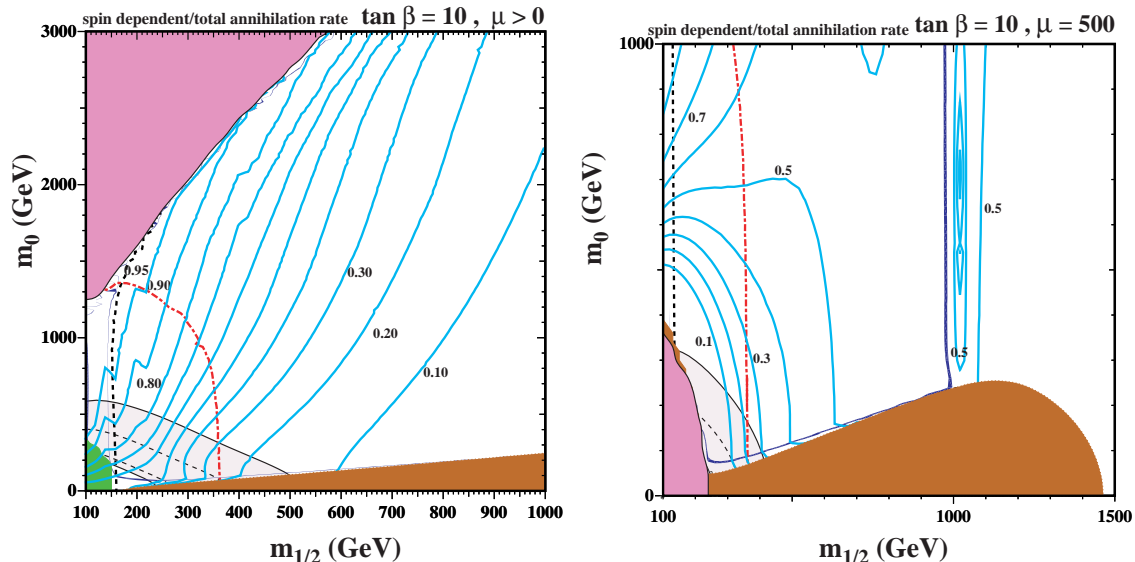 spin dependent/total annihilation rate tan β = 10 , μ > 0
3000
2000
1000
0
m0 ((GeV)
0.95
0.90
0.80
0.30
0.20
0.10
100 200 300 400 500 600 700 800 900 1000
m1/2 (GeV)
spin dependent/total annihilation rate tan β = 10 , μ = 500
1000
0
m0 (GeV)
0.7
0.5
0.5
0.1
0.3
0.5
100 1000 1500
m1/2 (GeV)